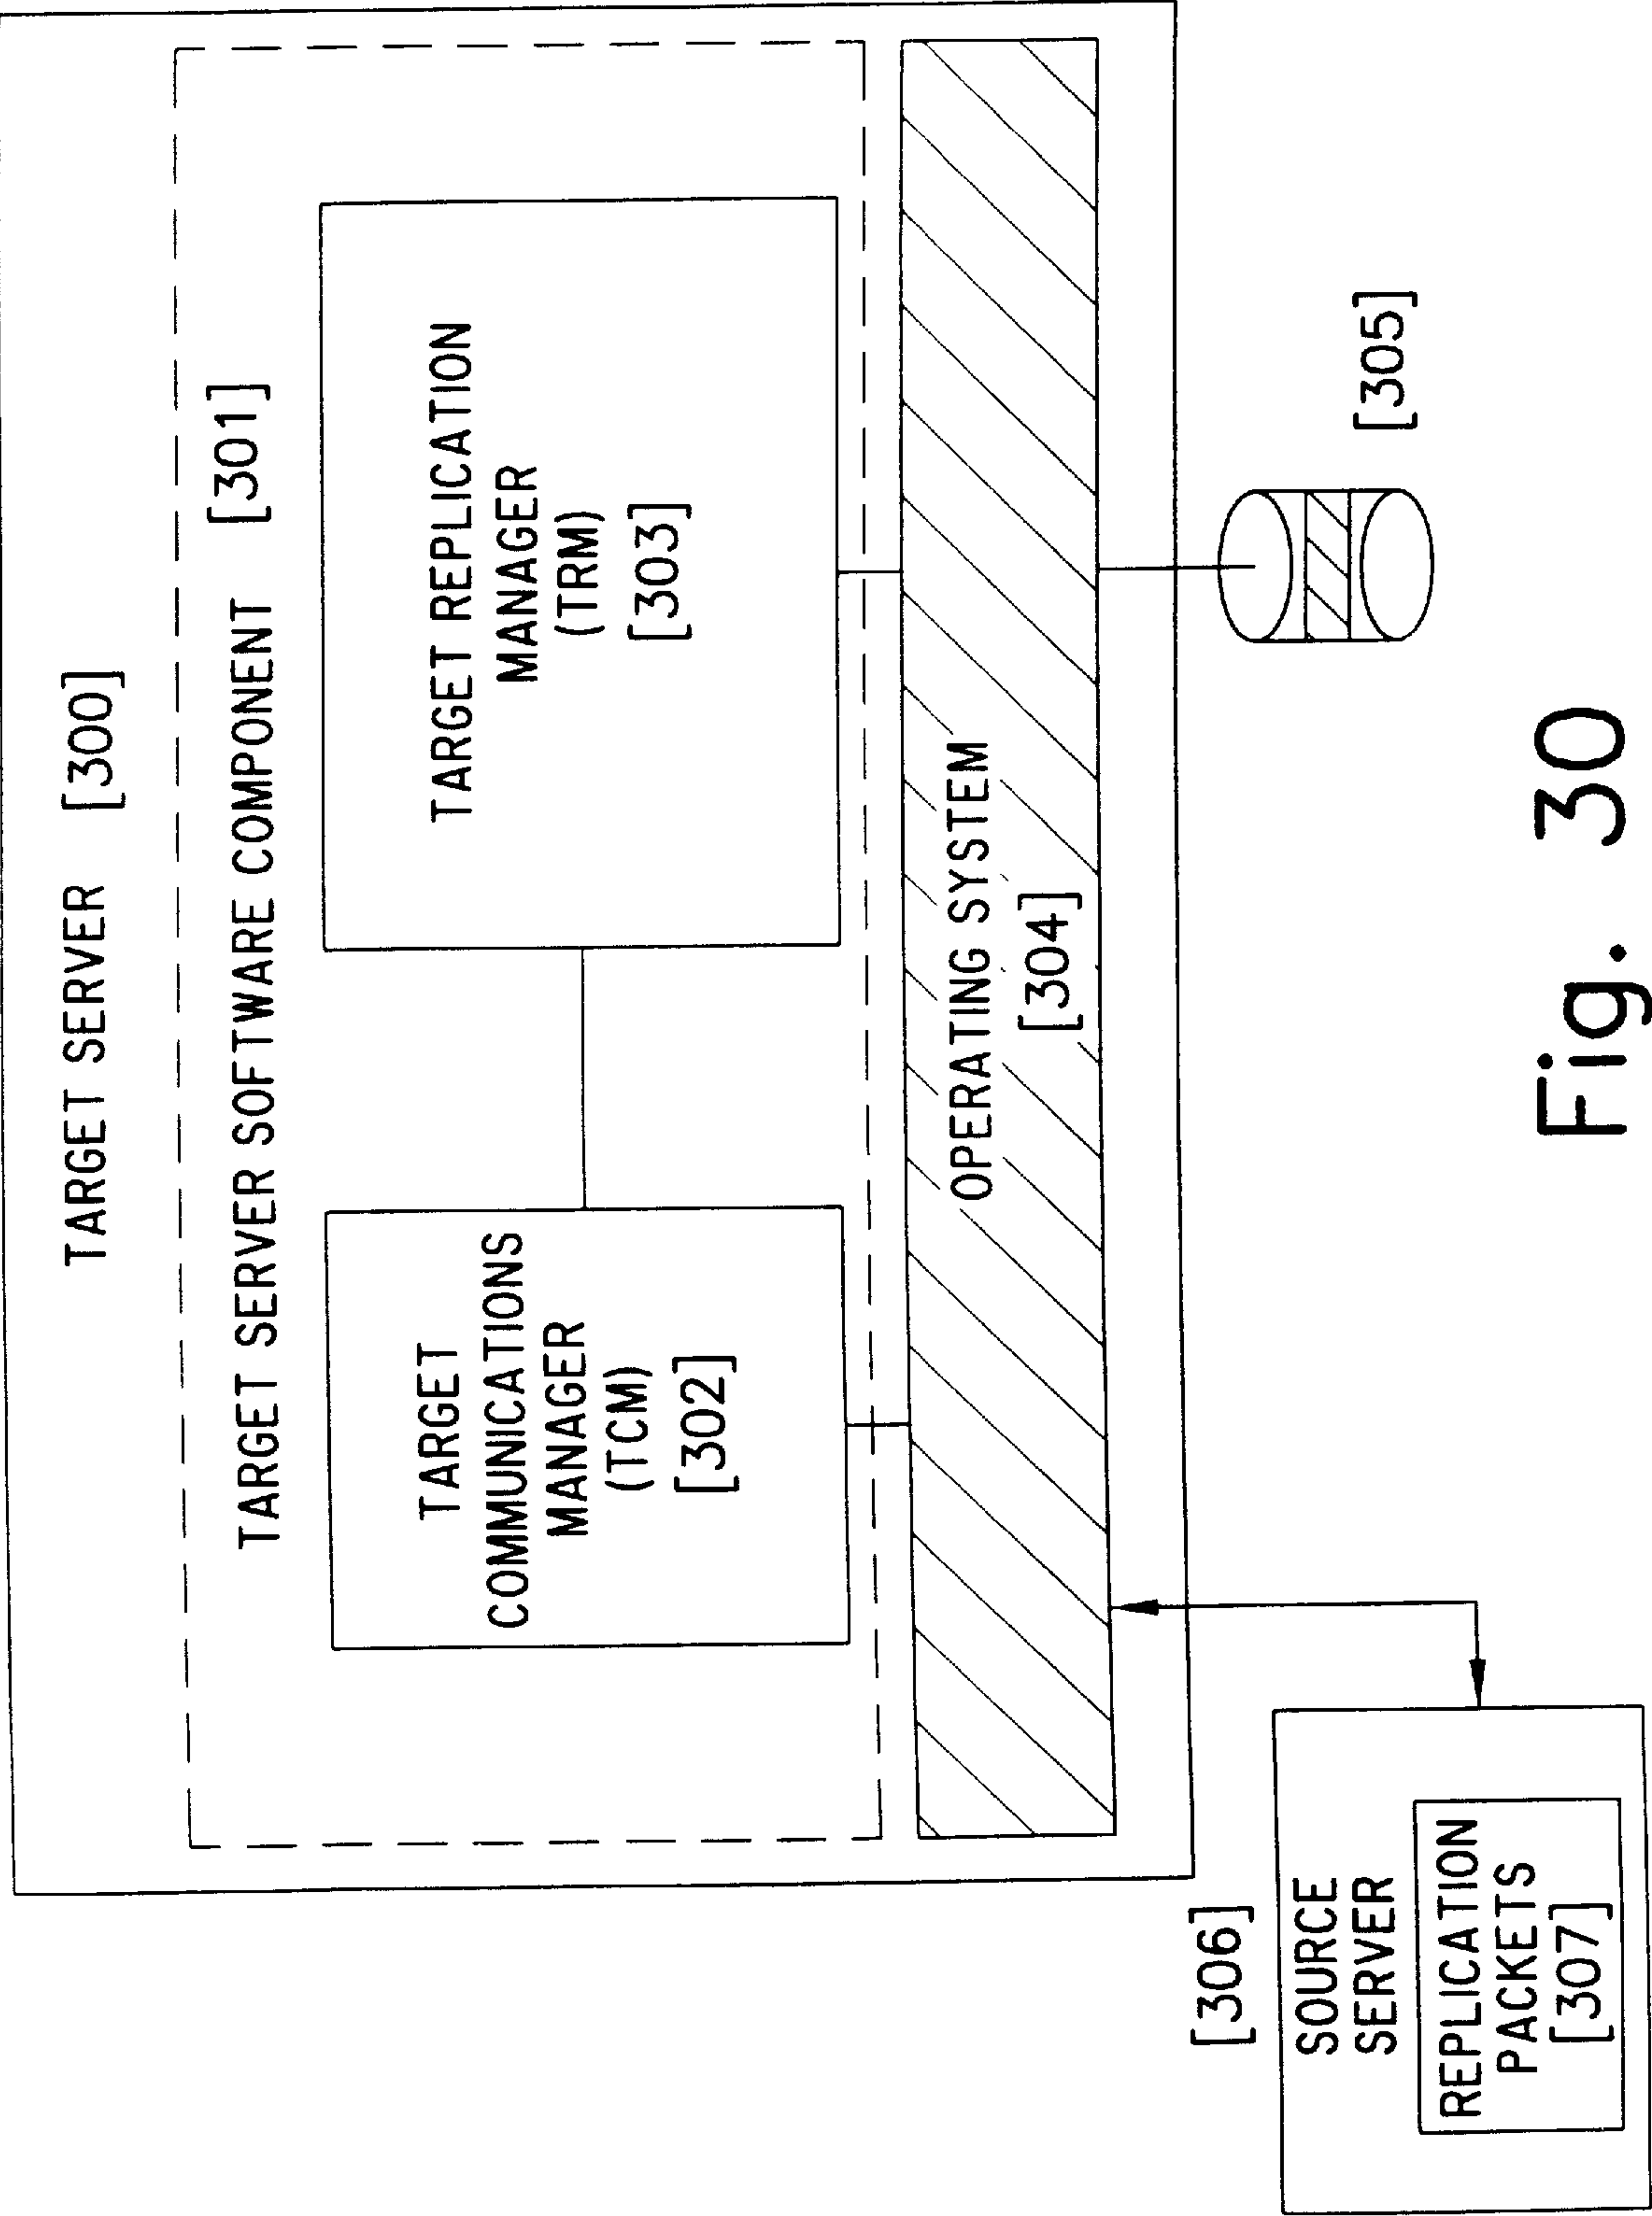 TARGET SERVER [300]
TARGET SERVER SOFTWARE COMPONENT [301]
TARGET
COMMUNICATIONS
MANAGER
(TCM)
[302]
TARGET REPLICATION
MANAGER
(TRM)
[303]
OPERATING SYSTEM
[304]
[306]
SOURCE
SERVER
REPLICATION
PACKETS
[307]
[305]
Fig. 30